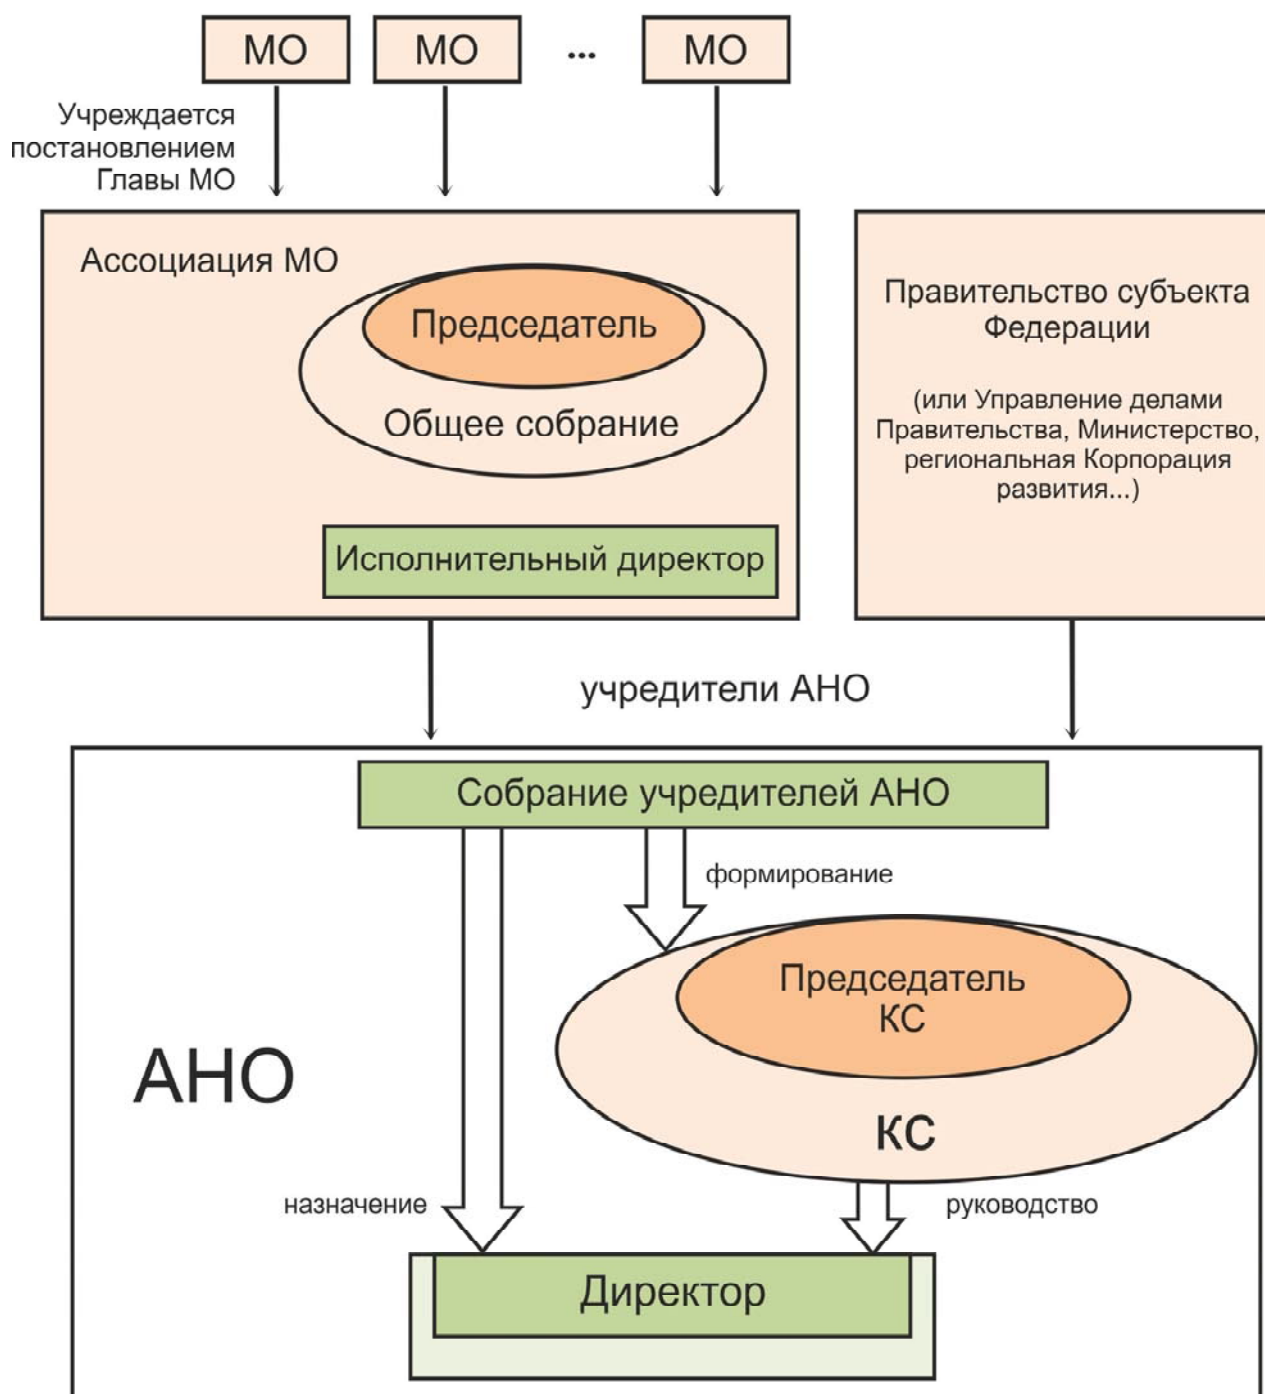 МО
МО
...
МО
Учреждается
постановлением
Главы МО
Ассоциация МО
Председатель
Общее собрание
Исполнительный директор
Правительство субъекта
Федерации
(или Управление делами
Правительства, Министерство,
региональная Корпорация
развития...)
учредители АНО
Собрание учредителей АНО
формирование
Председатель
КС
КС
АНО
назначение
руководство
Директор